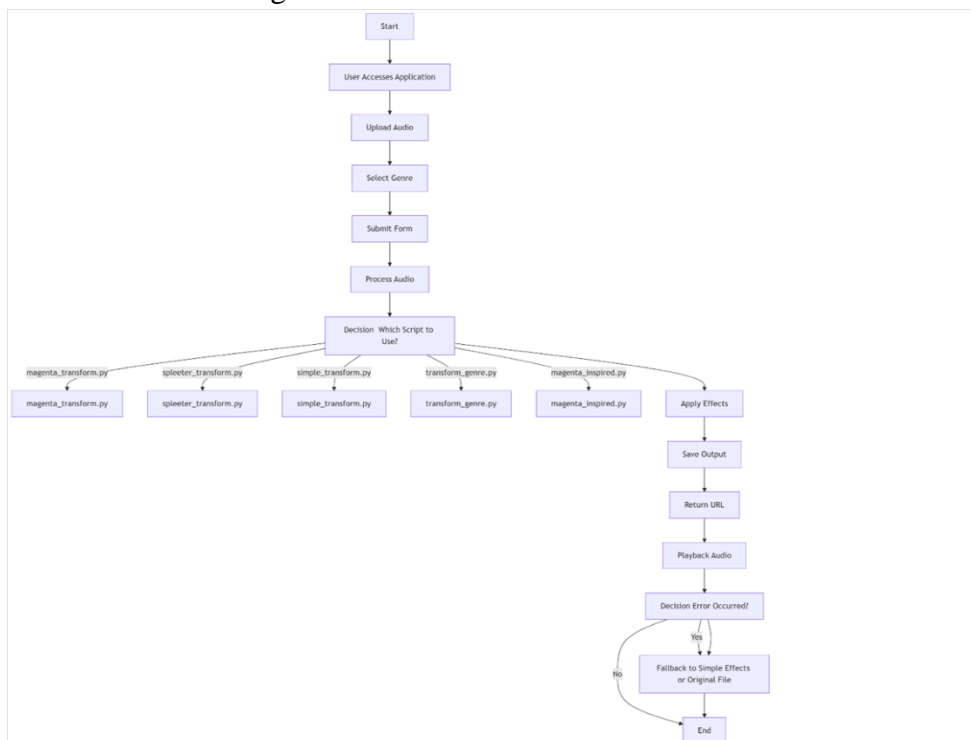 Start
User Accesses Application
Upload Audio
Select Genre
Submit Form
Process Audio
Decision Which Script to
Use?
magenta_transform.py
spleeter_transform.py
simple_transform.py
transform_genre.py
magenta_inspired.py
magenta_transform.py
spleeter_transform.py
simple_transform.py
transform_genre.py
magenta_inspired.py
Apply Effects
Save Output
Return URL
Playback Audio
Decision Error Occurred?
Yes
No
Fallback to Simple Effects
or Original File
End